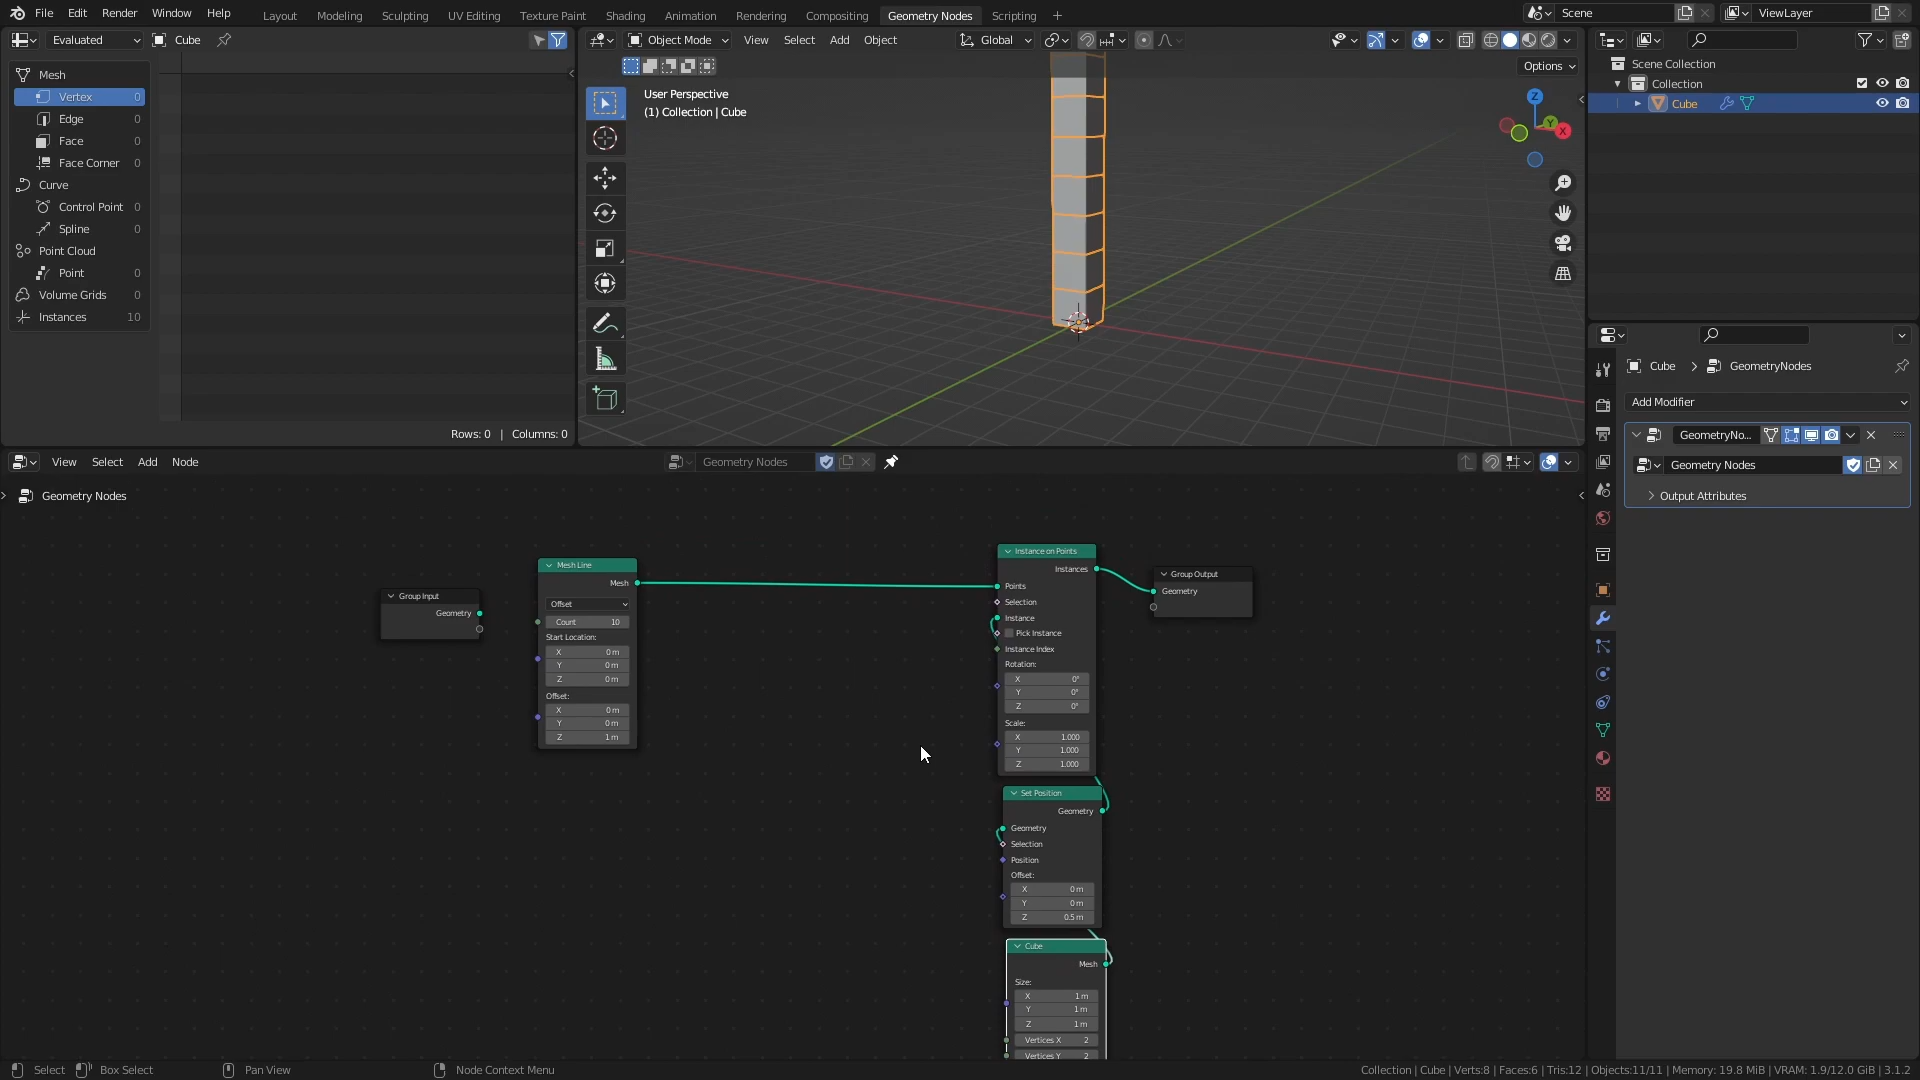 File Edit Render Window Help Layout Modeling Sculpting UV Editing Texture Paint Shading Animation Rendering Compositing Geometry Nodes Scripting + Scene ViewLayer
Evaluated Cube
Object Mode View Select Add Object Global
Options
Mesh
Vertex 0
Edge 0
Face 0
Face Corner 0
Curve
Control Point 0
Spline 0
Point Cloud
Point 0
Volume Grids 0
Instances 10
Rows: 0 | Columns: 0
User Perspective
(1) Collection | Cube
Z
Y
X
Scene Collection
Collection
Cube
Cube > GeometryNodes
Add Modifier
GeometryNo...
Geometry Nodes
Output Attributes
View Select Add Node Geometry Nodes
Geometry Nodes
Group Input
Geometry
Mesh Line
Mesh
Offset
Count 10
Start Location:
X 0 m
Y 0 m
Z 0 m
Offset:
X 0 m
Y 0 m
Z 1 m
Instance on Points
Instances
Points
Selection
Instance
Pick Instance
Instance Index
Rotation:
X 0°
Y 0°
Z 0°
Scale:
X 1.000
Y 1.000
Z 1.000
Group Output
Geometry
Set Position
Geometry
Geometry
Selection
Position
Offset:
X 0 m
Y 0 m
Z 0.5 m
Cube
Mesh
Size:
X 1 m
Y 1 m
Z 1 m
Vertices X 2
Vertices Y 2
Select Box Select Pan View Node Context Menu Collection | Cube | Verts:8 | Faces:6 | Tris:12 | Objects:11/11 | Memory: 19.8 MiB | VRAM: 1.9/12.0 GiB | 3.1.2